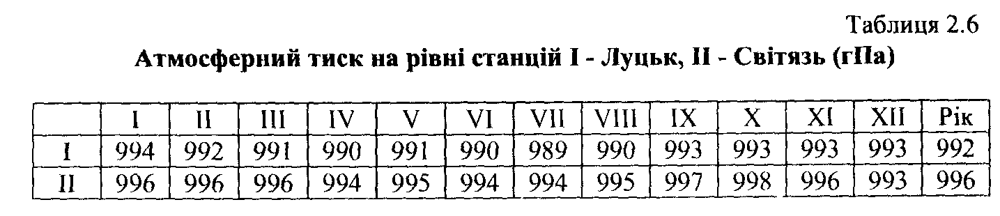 Таблиця 2.6
Атмосферний тиск на рівні станцій I - Луцьк, II - Світязь (гПа)
I II III IV V VI VII VIII IX X XI XII Рік
I 994 992 991 990 991 990 989 990 993 993 993 993 992
II 996 996 996 994 995 994 994 995 997 998 996 993 996